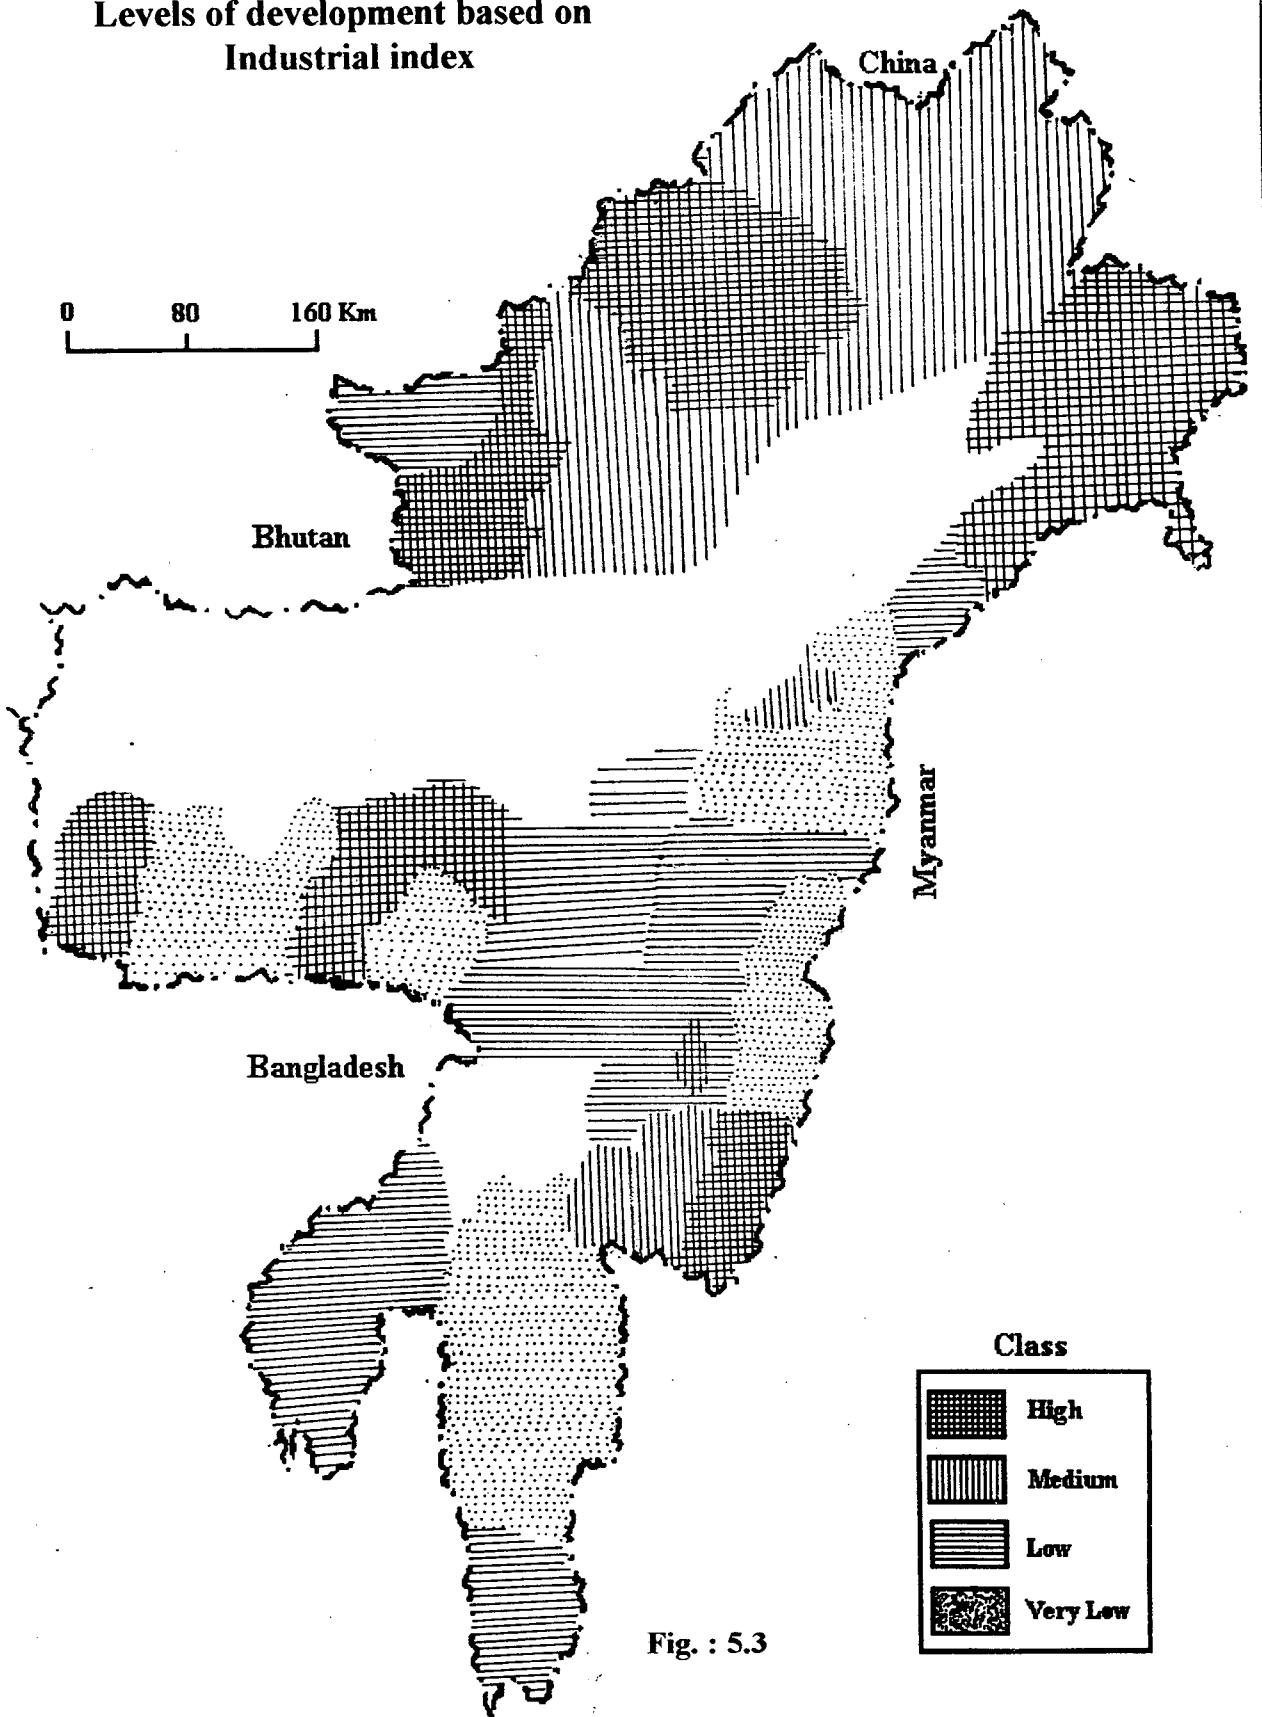 Levels of development based on
Industrial index
China
0 80 160 Km
Bhutan
Myanmar
Bangladesh
Class
High
Medium
Low
Very Low
Fig. : 5.3